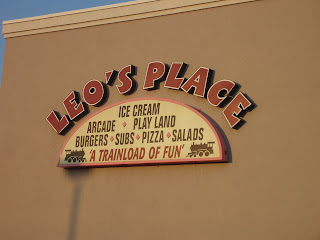 LEO'S PLACE
ICE CREAM
ARCADE • PLAY LAND
BURGERS • SUBS • PIZZA • SALADS
"A TRAINLOAD OF FUN"